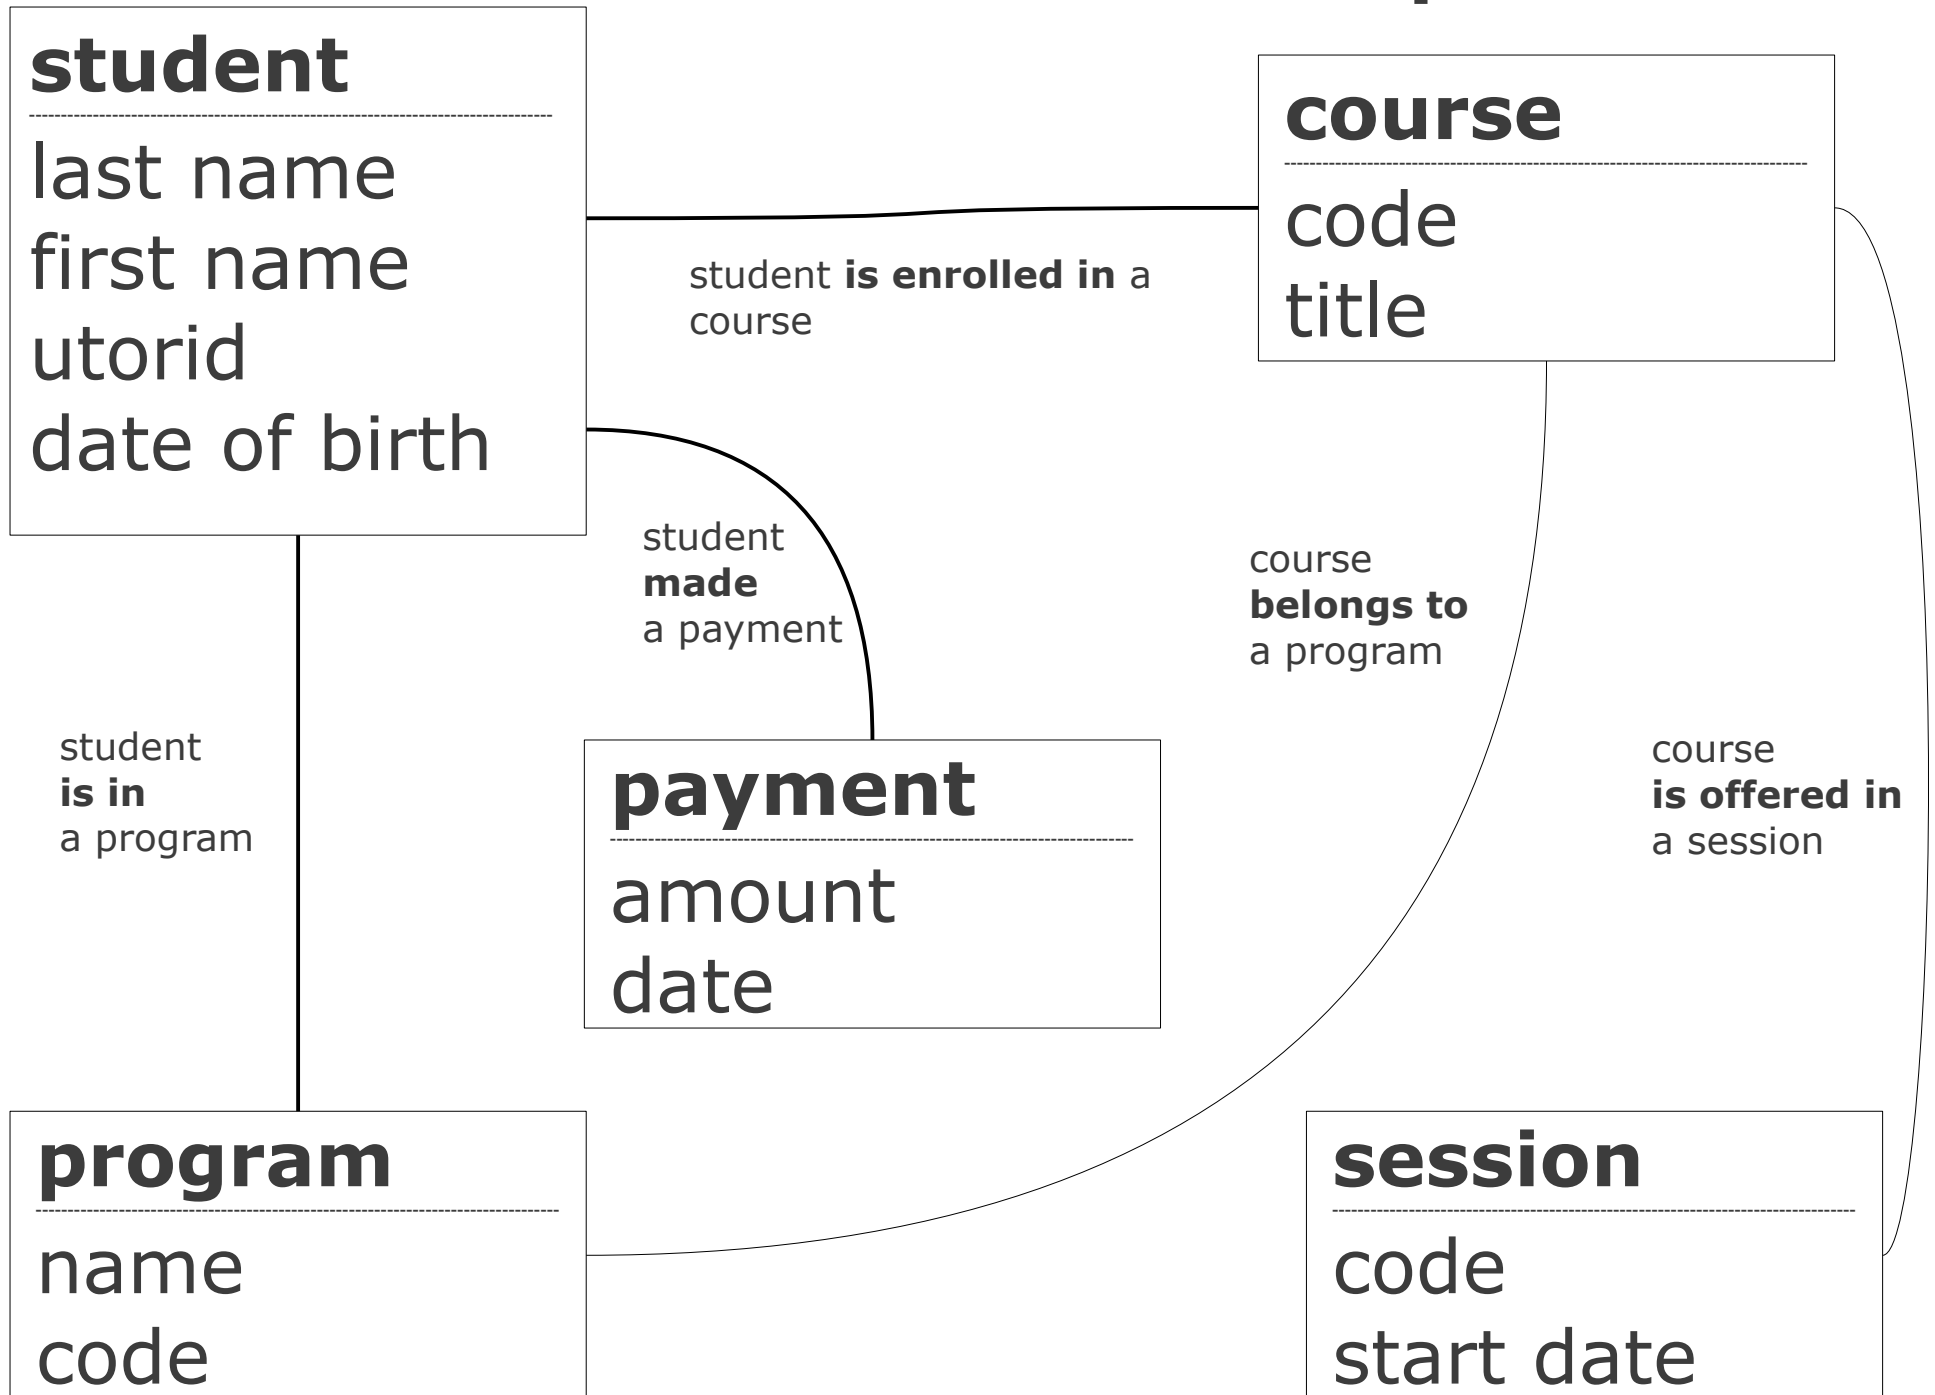 student
last name
first name
utorid
date of birth
course
code
title
student is enrolled in a
course
student
made
a payment
course
belongs to
a program
student
is in
a program
payment
amount
date
course
is offered in
a session
program
name
code
session
code
start date